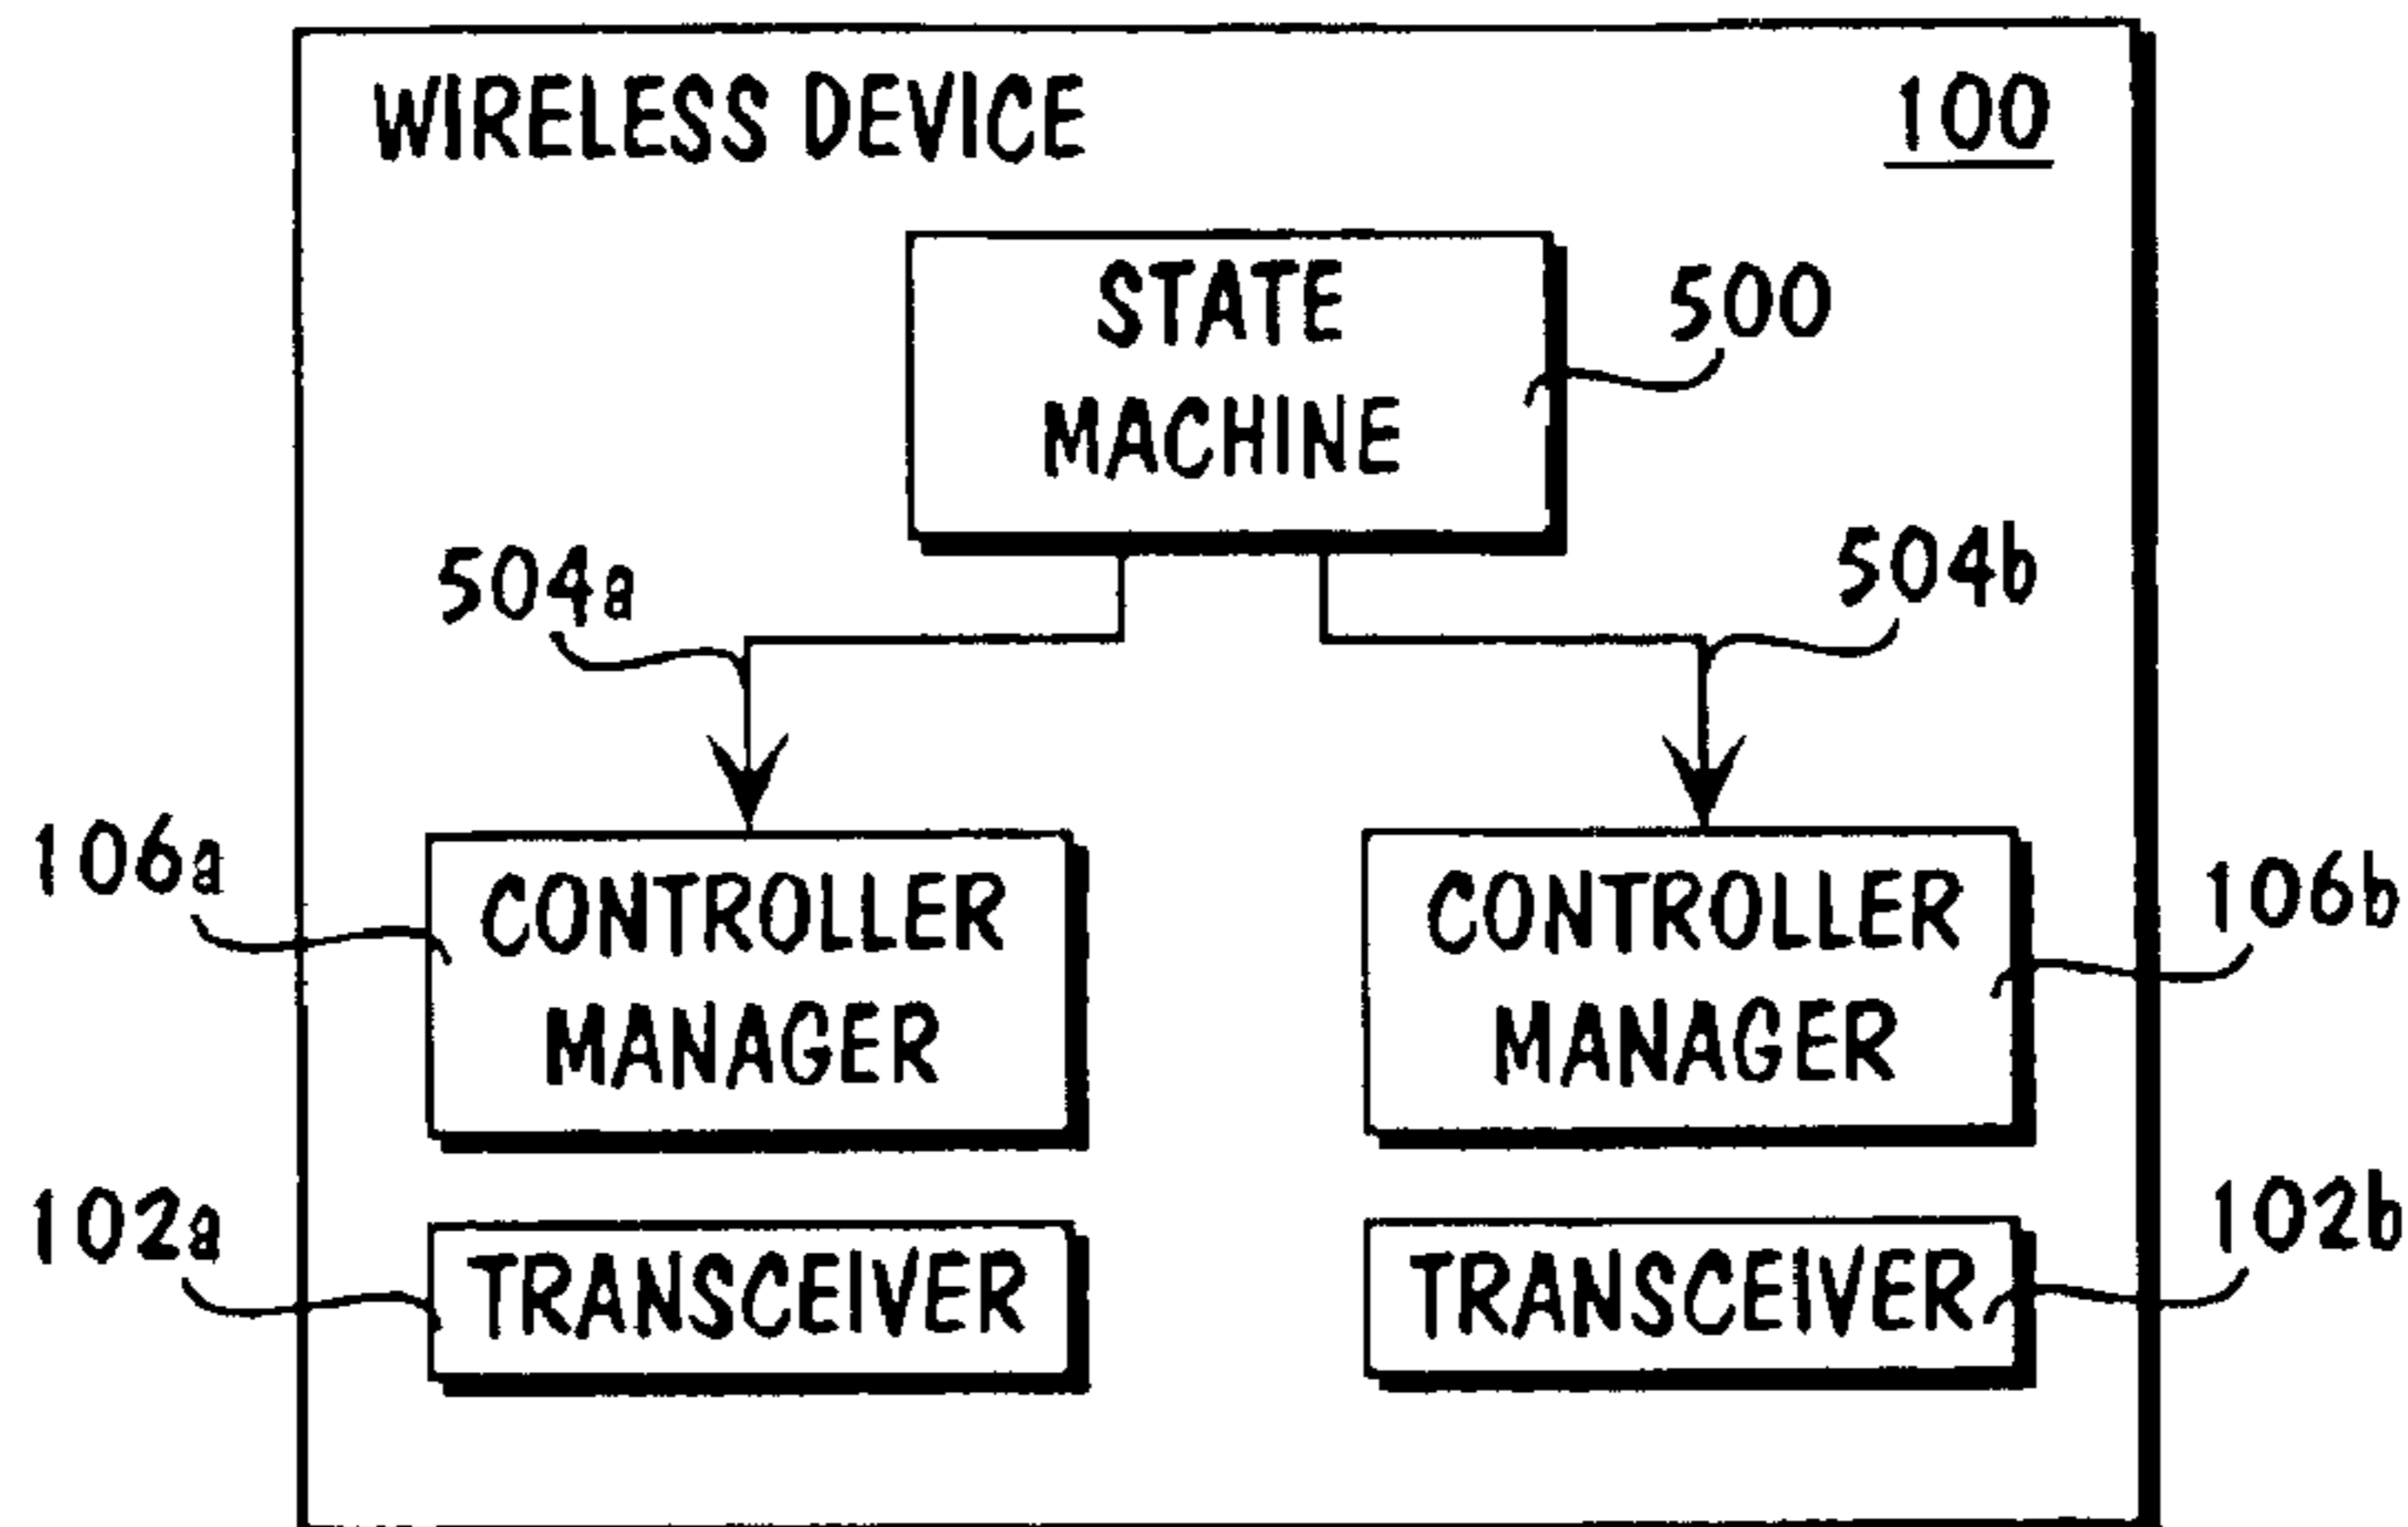 WIRELESS DEVICE
100
STATE
MACHINE
500
504a
504b
106a
CONTROLLER
MANAGER
CONTROLLER
MANAGER
106b
102a
TRANSCEIVER
TRANSCEIVER
102b